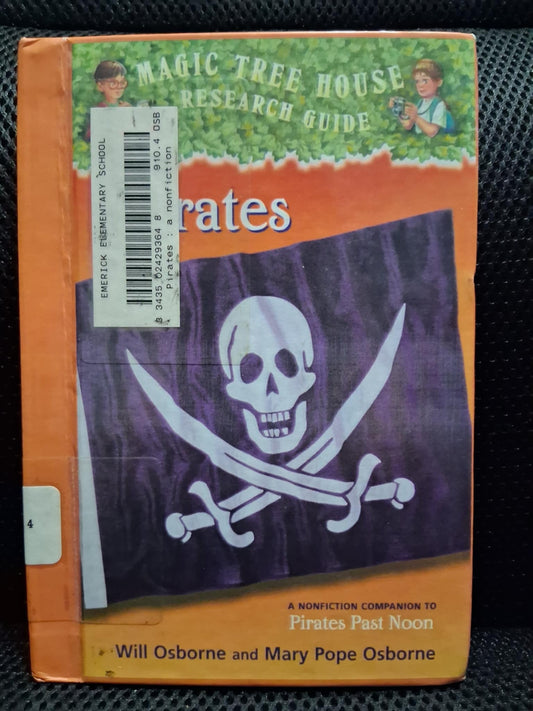 MAGIC TREE HOUSE
RESEARCH GUIDE
EMERICK ELEMENTARY SCHOOL
3 3435 02429364 8 910.4 OSB
Pirates : a nonfiction
rates
4
A NONFICTION COMPANION TO
Pirates Past Noon
Will Osborne and Mary Pope Osborne